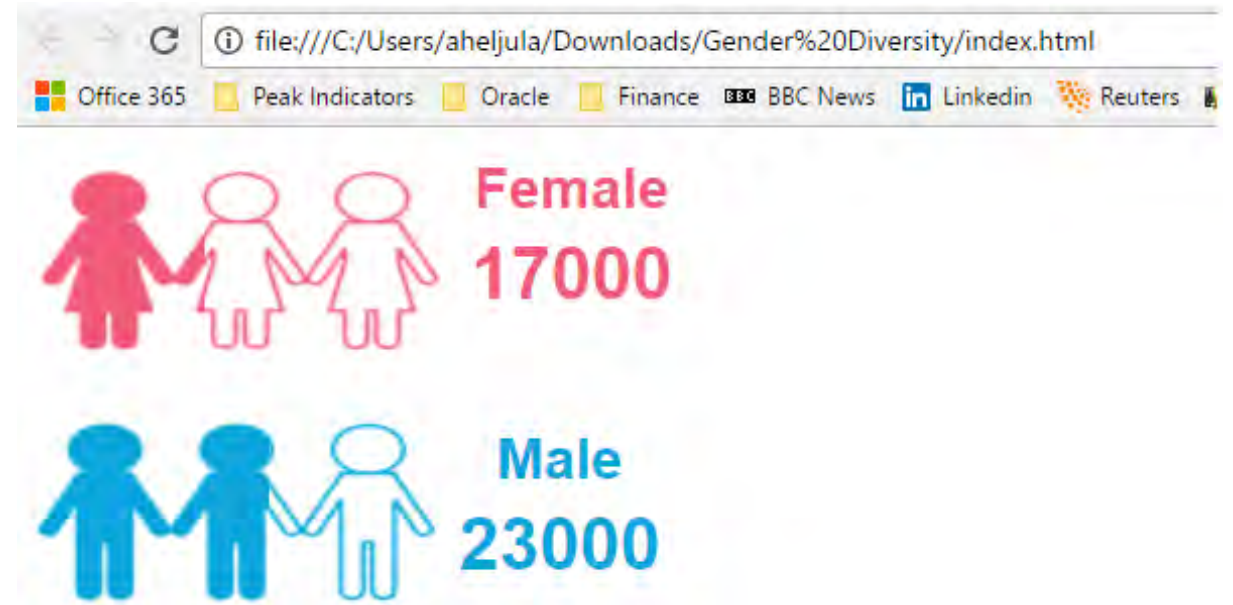 file:///C:/Users/aheljula/Downloads/Gender%20Diversity/index.html
Office 365 Peak Indicators Oracle Finance BBC BBC News in Linkedin Reuters
Female
17000
Male
23000